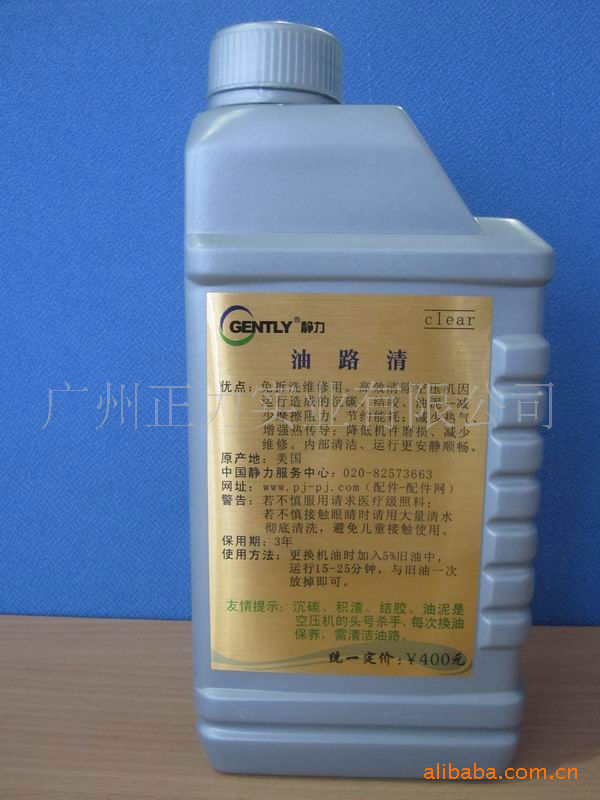 GENTLY®静力
clear
油路清
优点：免拆洗维修用。高效清除空压机因
运行造成的沉碳、结胶、油泥…减
少摩擦阻力、节约能耗；减少热气，
增强热传导；降低机件磨损、减少
维修。内部清洁、运行更安静顺畅。
原产地：美国
中国静力服务中心：020-82573663
网址：www.pj-pj.com（配件-配件网）
警告：若不慎服用请求医疗级照料；
若不慎接触眼睛时请用大量清水
彻底清洗，避免儿童接触使用。
保用期：3年
使用方法：更换机油时加入5%旧油中，
运行15-25分钟，与旧油一次
放掉即可。
友情提示：沉碳、积渣、结胶、油泥是
空压机的头号杀手，每次换油
保养，需清洁油路。
统一定价：￥400元
广州正力实业有限公司
alibaba.com.cn